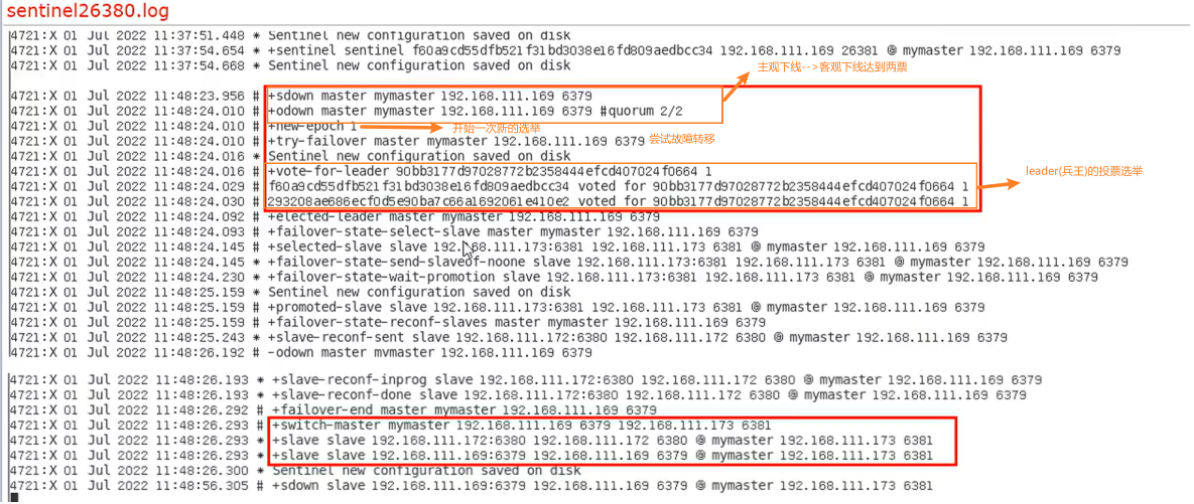 sentinel26380.log
4721:X 01 Jul 2022 11:37:51.448 * Sentinel new configuration saved on disk
4721:X 01 Jul 2022 11:37:54.654 * +sentinel sentinel f60a9cd55dfb521f31bd3038e16fd809aedbcc34 192.168.111.169 26381 @ mymaster 192.168.111.169 6379
4721:X 01 Jul 2022 11:37:54.668 * Sentinel new configuration saved on disk
主观下线-->客观下线达到两票
4721:X 01 Jul 2022 11:48:23.956 # +sdown master mymaster 192.168.111.169 6379
4721:X 01 Jul 2022 11:48:24.010 # +odown master mymaster 192.168.111.169 6379 #quorum 2/2
4721:X 01 Jul 2022 11:48:24.010 # +new-epoch 1 开始一次新的选举
4721:X 01 Jul 2022 11:48:24.010 # +try-failover master mymaster 192.168.111.169 6379 尝试故障转移
4721:X 01 Jul 2022 11:48:24.016 * Sentinel new configuration saved on disk
4721:X 01 Jul 2022 11:48:24.016 # +vote-for-leader 90bb3177d97028772b2358444efcd407024f0664 1
leader(兵王)的投票选举
4721:X 01 Jul 2022 11:48:24.029 # f60a9cd55dfb521f31bd3038e16fd809aedbcc34 voted for 90bb3177d97028772b2358444efcd407024f0664 1
4721:X 01 Jul 2022 11:48:24.030 # 293208ae686ecf0d5e90ba7c66a1692061e410e2 voted for 90bb3177d97028772b2358444efcd407024f0664 1
4721:X 01 Jul 2022 11:48:24.092 # +elected-leader master mymaster 192.168.111.169 6379
4721:X 01 Jul 2022 11:48:24.093 # +failover-state-select-slave master mymaster 192.168.111.169 6379
4721:X 01 Jul 2022 11:48:24.145 # +selected-slave slave 192.168.111.173:6381 192.168.111.173 6381 @ mymaster 192.168.111.169 6379
4721:X 01 Jul 2022 11:48:24.145 * +failover-state-send-slaveof-noone slave 192.168.111.173:6381 192.168.111.173 6381 @ mymaster 192.168.111.169 6379
4721:X 01 Jul 2022 11:48:24.230 * +failover-state-wait-promotion slave 192.168.111.173:6381 192.168.111.173 6381 @ mymaster 192.168.111.169 6379
4721:X 01 Jul 2022 11:48:25.159 * Sentinel new configuration saved on disk
4721:X 01 Jul 2022 11:48:25.159 # +promoted-slave slave 192.168.111.173:6381 192.168.111.173 6381 @ mymaster 192.168.111.169 6379
4721:X 01 Jul 2022 11:48:25.159 # +failover-state-reconf-slaves master mymaster 192.168.111.169 6379
4721:X 01 Jul 2022 11:48:25.243 * +slave-reconf-sent slave 192.168.111.172:6380 192.168.111.172 6380 @ mymaster 192.168.111.169 6379
4721:X 01 Jul 2022 11:48:26.192 # -odown master mymaster 192.168.111.169 6379
4721:X 01 Jul 2022 11:48:26.193 * +slave-reconf-inprog slave 192.168.111.172:6380 192.168.111.172 6380 @ mymaster 192.168.111.169 6379
4721:X 01 Jul 2022 11:48:26.193 * +slave-reconf-done slave 192.168.111.172:6380 192.168.111.172 6380 @ mymaster 192.168.111.169 6379
4721:X 01 Jul 2022 11:48:26.292 # +failover-end master mymaster 192.168.111.169 6379
4721:X 01 Jul 2022 11:48:26.293 # +switch-master mymaster 192.168.111.169 6379 192.168.111.173 6381
4721:X 01 Jul 2022 11:48:26.293 * +slave slave 192.168.111.172:6380 192.168.111.172 6380 @ mymaster 192.168.111.173 6381
4721:X 01 Jul 2022 11:48:26.293 * +slave slave 192.168.111.169:6379 192.168.111.169 6379 @ mymaster 192.168.111.173 6381
4721:X 01 Jul 2022 11:48:26.300 * Sentinel new configuration saved on disk
4721:X 01 Jul 2022 11:48:56.305 # +sdown slave 192.168.111.169:6379 192.168.111.169 6379 @ mymaster 192.168.111.173 6381